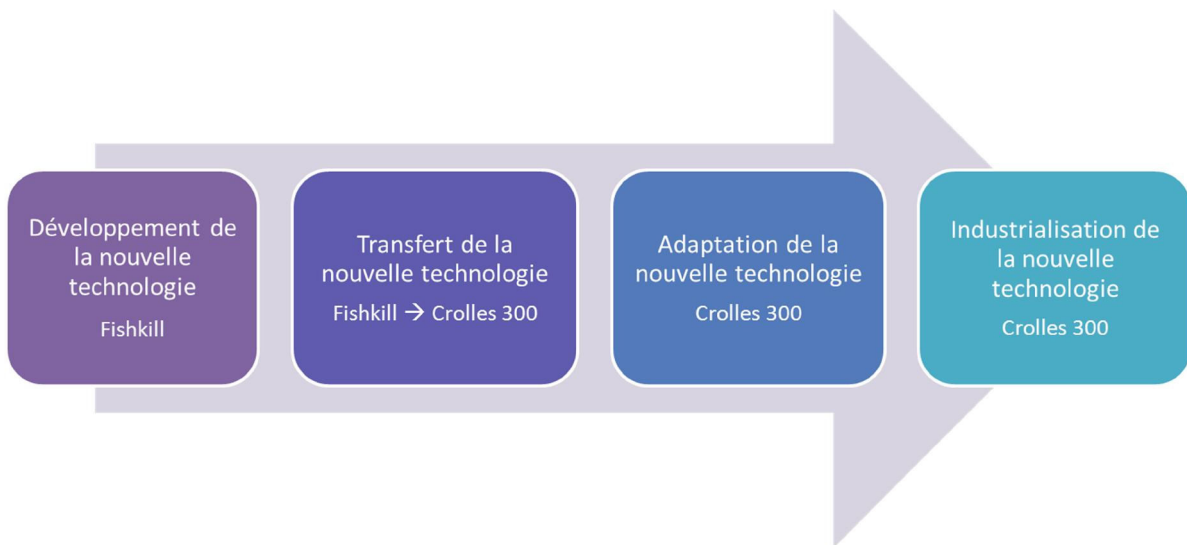 Développement de
la nouvelle
technologie
Fishkill
Transfert de la
nouvelle technologie
Fishkill → Crolles 300
Adaptation de la
nouvelle technologie
Crolles 300
Industrialisation de
la nouvelle
technologie
Crolles 300